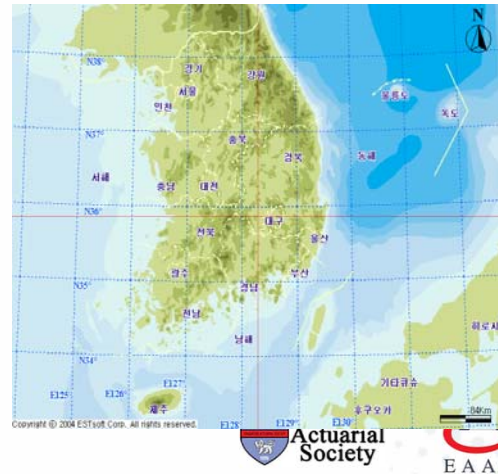 N
N38
경기
강원
서울
울릉도
인천
독도
N37
충북
경북
동해
서해
충남
대전
N36
대구
전북
울산
광주
부산
N35
경남
전남
남해
히로시
N34
기타큐슈
E125
E126
E127
제주
E128
E129
E130
후쿠오카
84Km
Copyright © 2004 ESTsoft Corp. All rights reserved.
Actuarial
Society
EAA